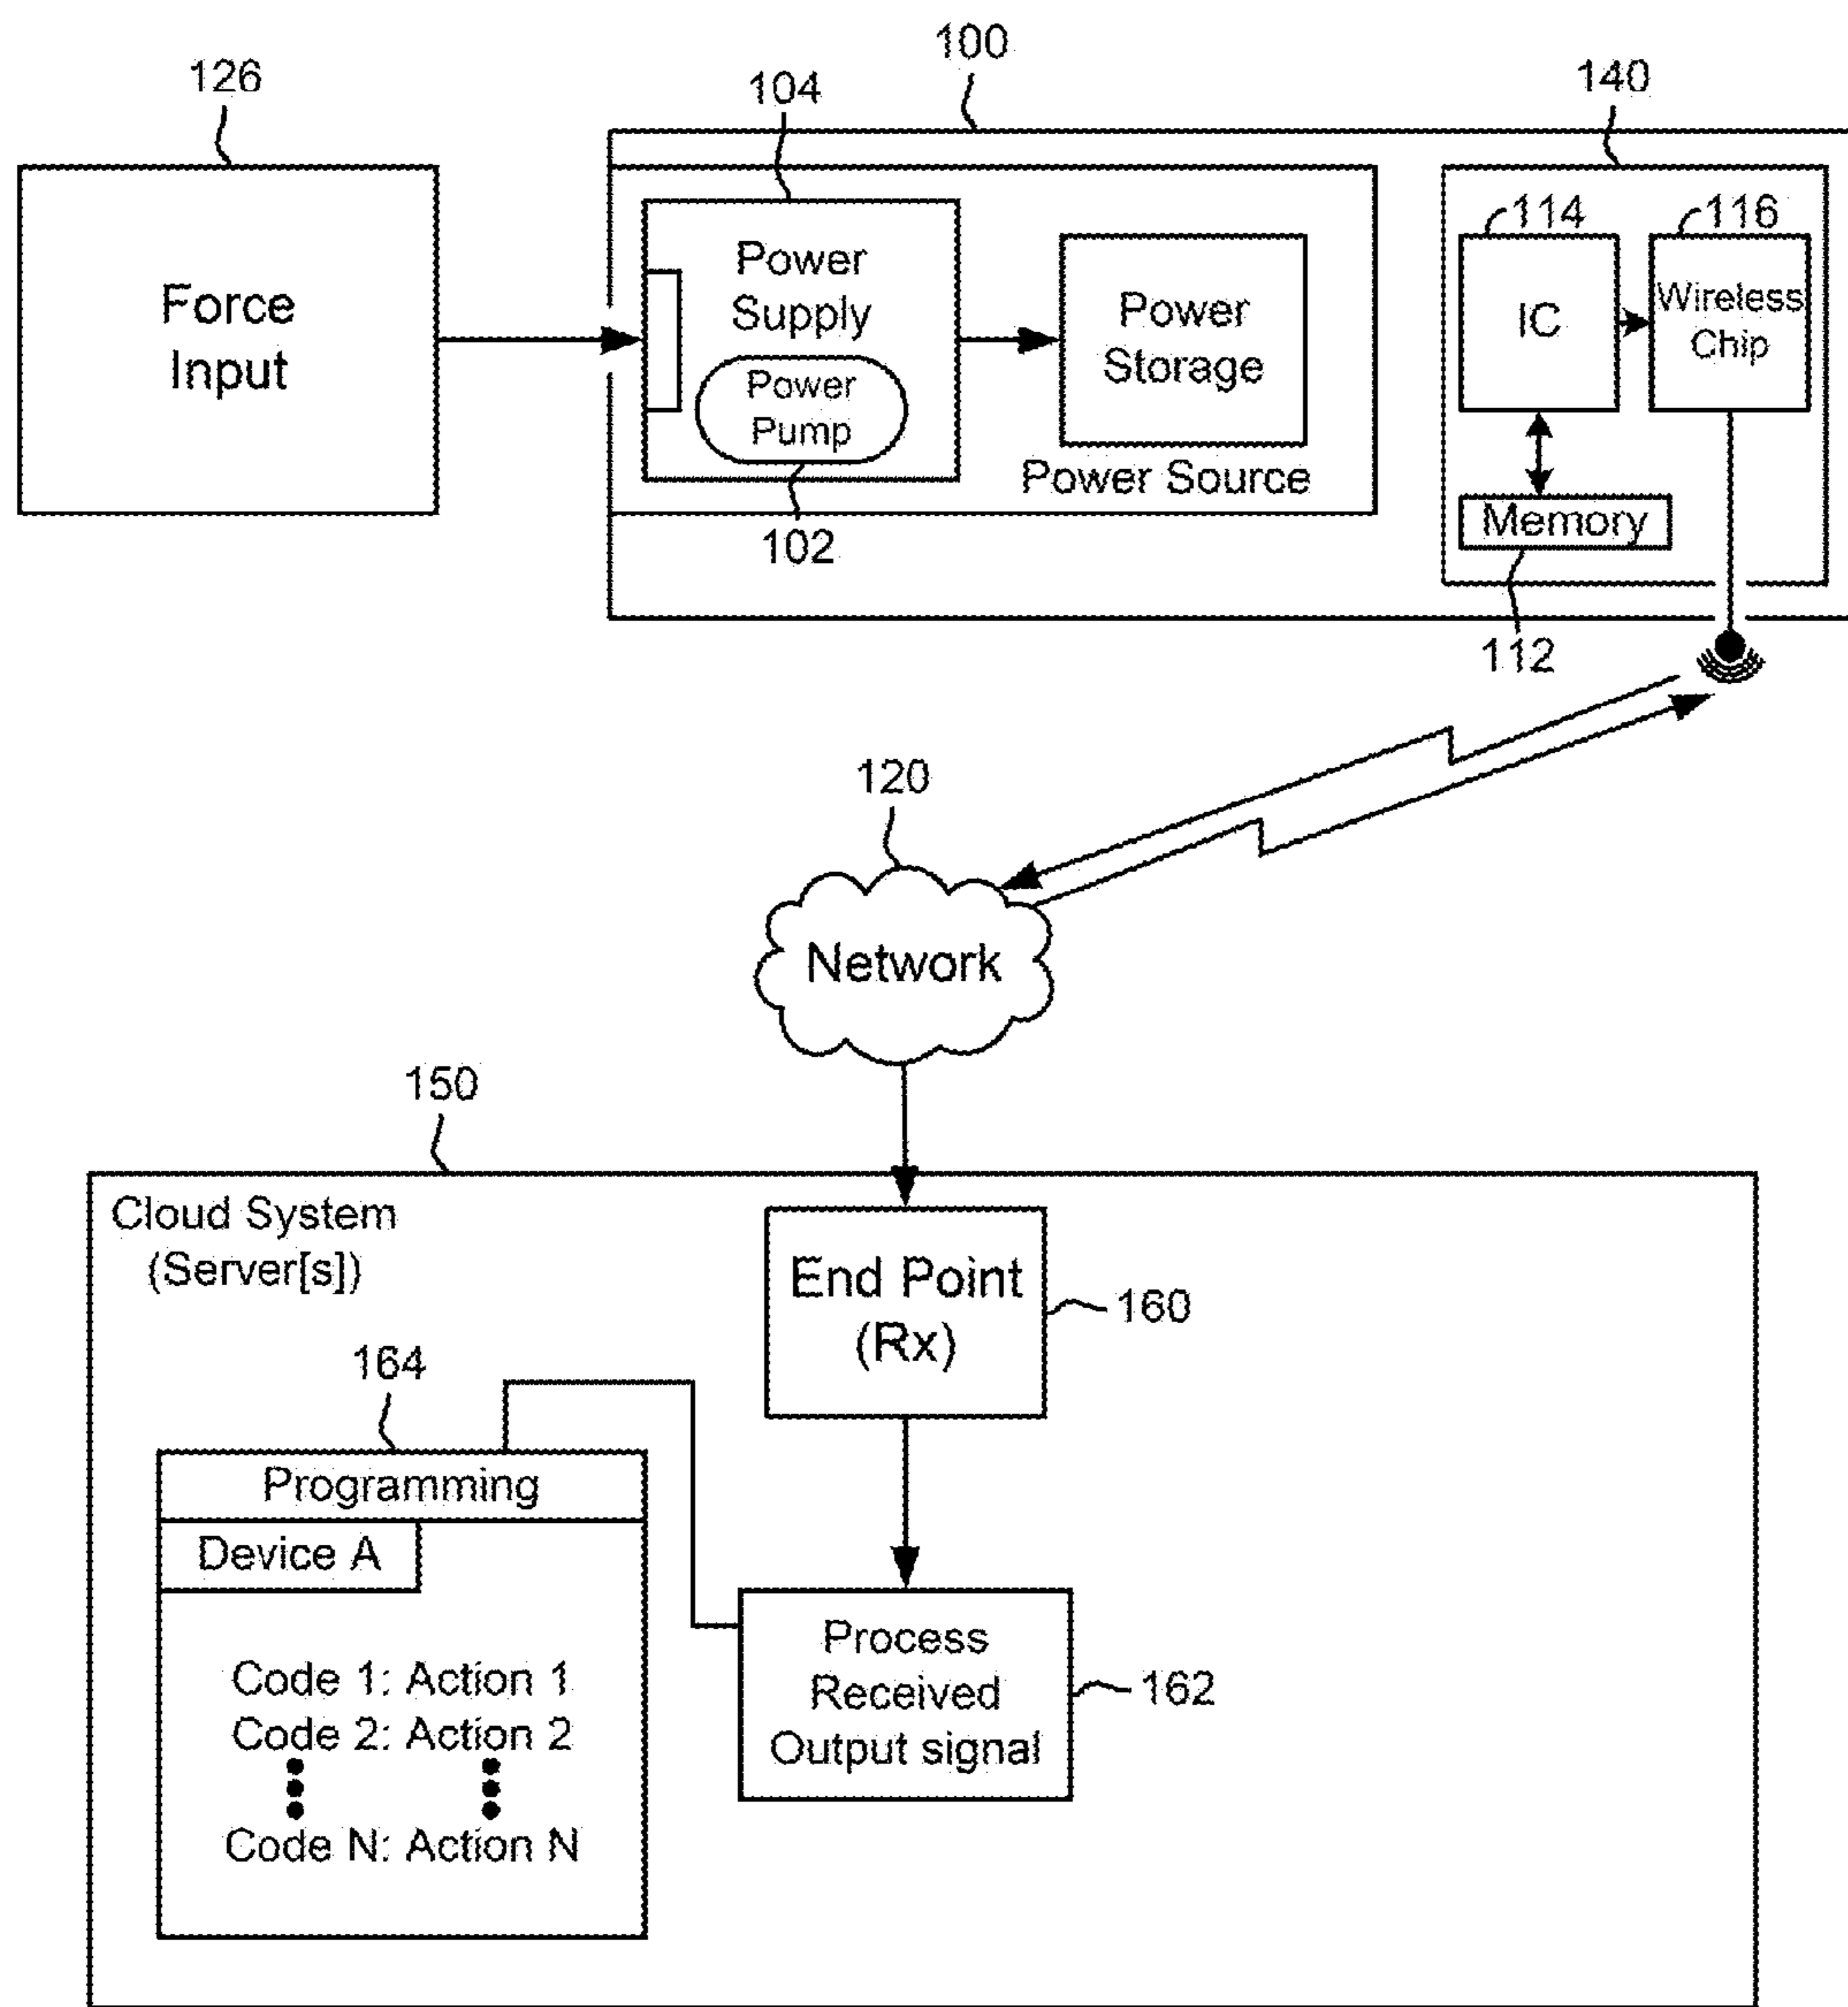 100
126
104
140
114
116
Force
Input
Power
Supply
Power
Pump
Power
Storage
Power Source
IC
Wireless
Chip
Memory
102
112
120
Network
150
Cloud System
(Server[s])
End Point
(Rx)
160
164
Programming
Device A
Code 1: Action 1
Code 2: Action 2
Code N: Action N
Process
Received
Output signal
162